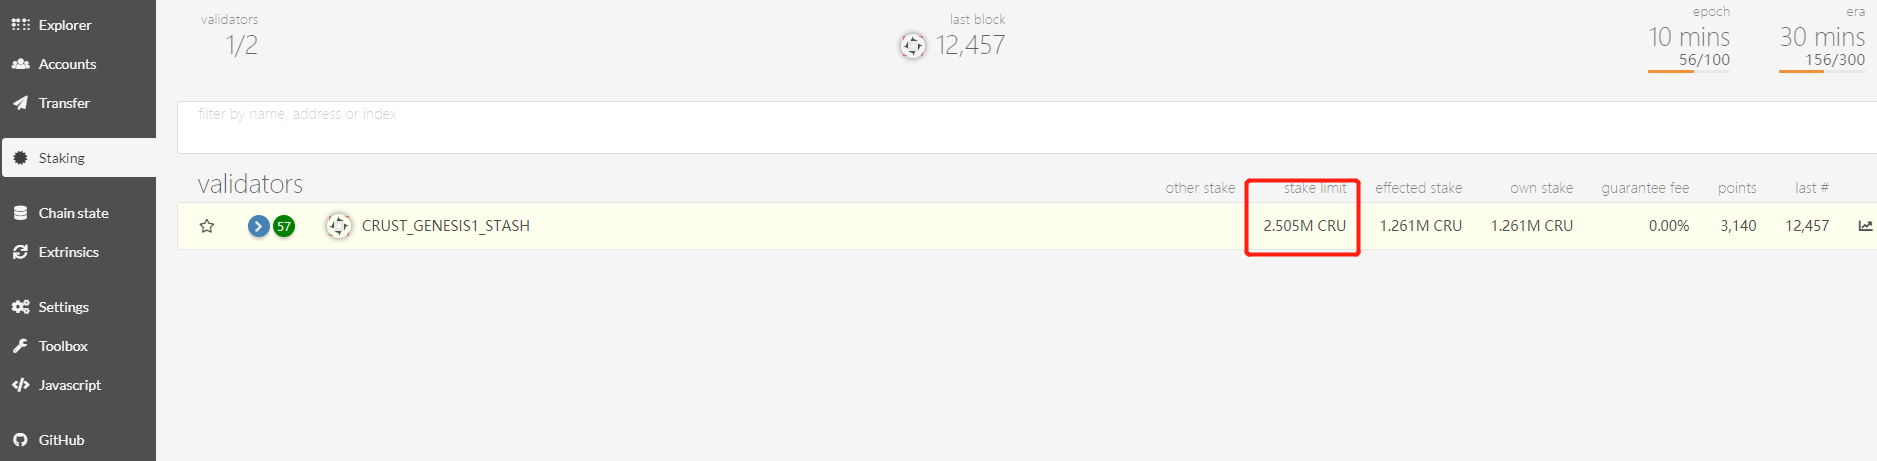 Explorer
Accounts
Transfer
Staking
Chain state
Extrinsics
Settings
Toolbox
Javascript
GitHub
validators
1/2
last block
12,457
epoch
10 mins
56/100
era
30 mins
156/300
filter by name, address or index
validators other stake stake limit effected stake own stake guarantee fee points last #
57 CRUST_GENESIS1_STASH 2.505M CRU 1.261M CRU 1.261M CRU 0.00% 3,140 12,457